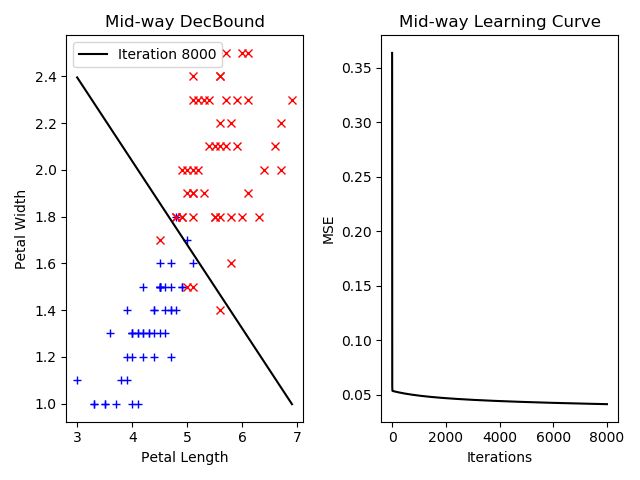 Mid-way DecBound
Iteration 8000
2.4
2.2
2.0
1.8
1.6
1.4
1.2
1.0
3 4 5 6 7
Petal Width
Petal Length
Mid-way Learning Curve
0.35
0.30
0.25
0.20
0.15
0.10
0.05
0 2000 4000 6000 8000
MSE
Iterations